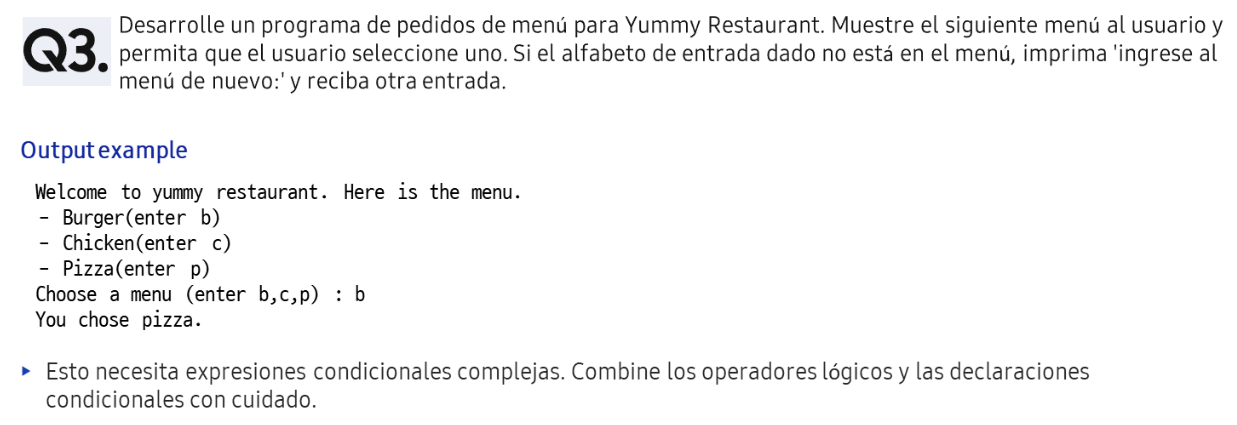 Q3.
Desarrolle un programa de pedidos de menú para Yummy Restaurant. Muestre el siguiente menú al usuario y
permita que el usuario seleccione uno. Si el alfabeto de entrada dado no está en el menú, imprima 'ingrese al
menú de nuevo:' y reciba otra entrada.
Output example
Welcome to yummy restaurant. Here is the menu.
- Burger(enter b)
- Chicken(enter c)
- Pizza(enter p)
Choose a menu (enter b,c,p) : b
You chose pizza.
▶ Esto necesita expresiones condicionales complejas. Combine los operadores lógicos y las declaraciones
condicionales con cuidado.